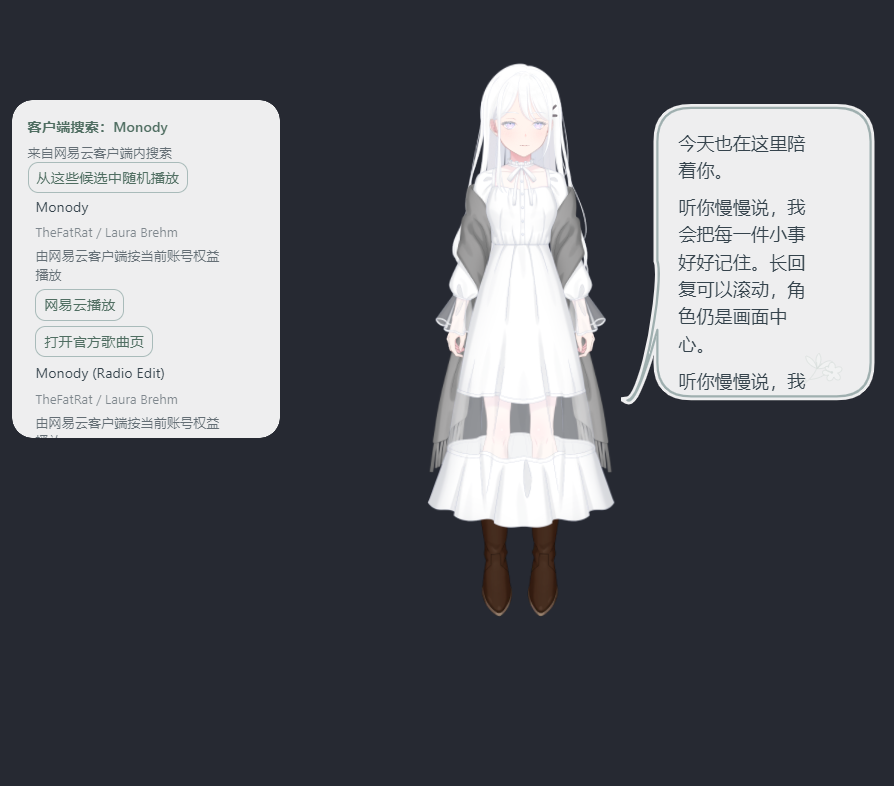 客户端搜索：Monody
来自网易云客户端内搜索
从这些候选中随机播放
Monody
TheFatRat / Laura Brehm
由网易云客户端按当前账号权益
播放
网易云播放
打开官方歌曲页
Monody (Radio Edit)
TheFatRat / Laura Brehm
由网易云客户端按当前账号权益
今天也在这里陪
着你。
听你慢慢说，我
会把每一件小事
好好记住。长回
复可以滚动，角
色仍是画面中
心。
听你慢慢说，我